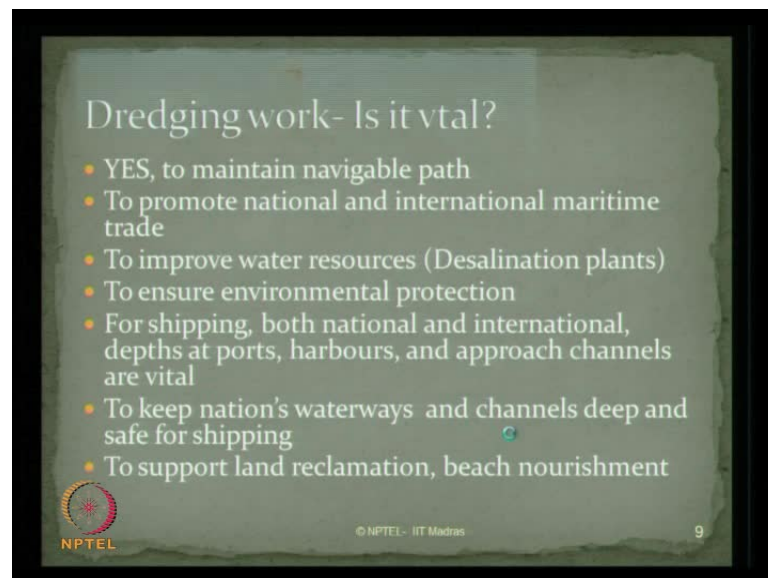 Dredging work- Is it vtal?
• YES, to maintain navigable path
• To promote national and international maritime
trade
• To improve water resources (Desalination plants)
• To ensure environmental protection
• For shipping, both national and international,
depths at ports, harbours, and approach channels
are vital
• To keep nation's waterways and channels deep and
safe for shipping
• To support land reclamation, beach nourishment
NPTEL
© NPTEL- IIT Madras
9